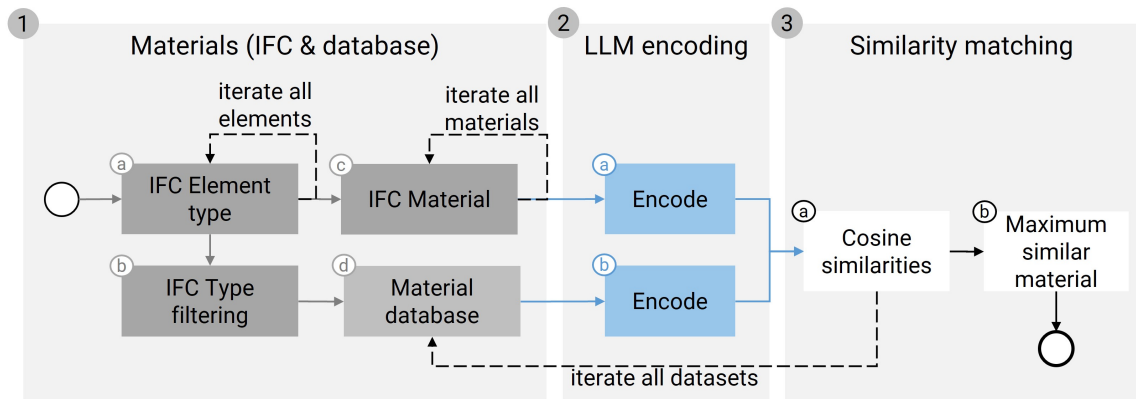 1
Materials (IFC & database)
iterate all
elements
iterate all
materials
a
IFC Element
type
c
IFC Material
b
IFC Type
filtering
d
Material
database
2
LLM encoding
a
Encode
b
Encode
3
Similarity matching
a
Cosine
similarities
b
Maximum
similar
material
iterate all datasets